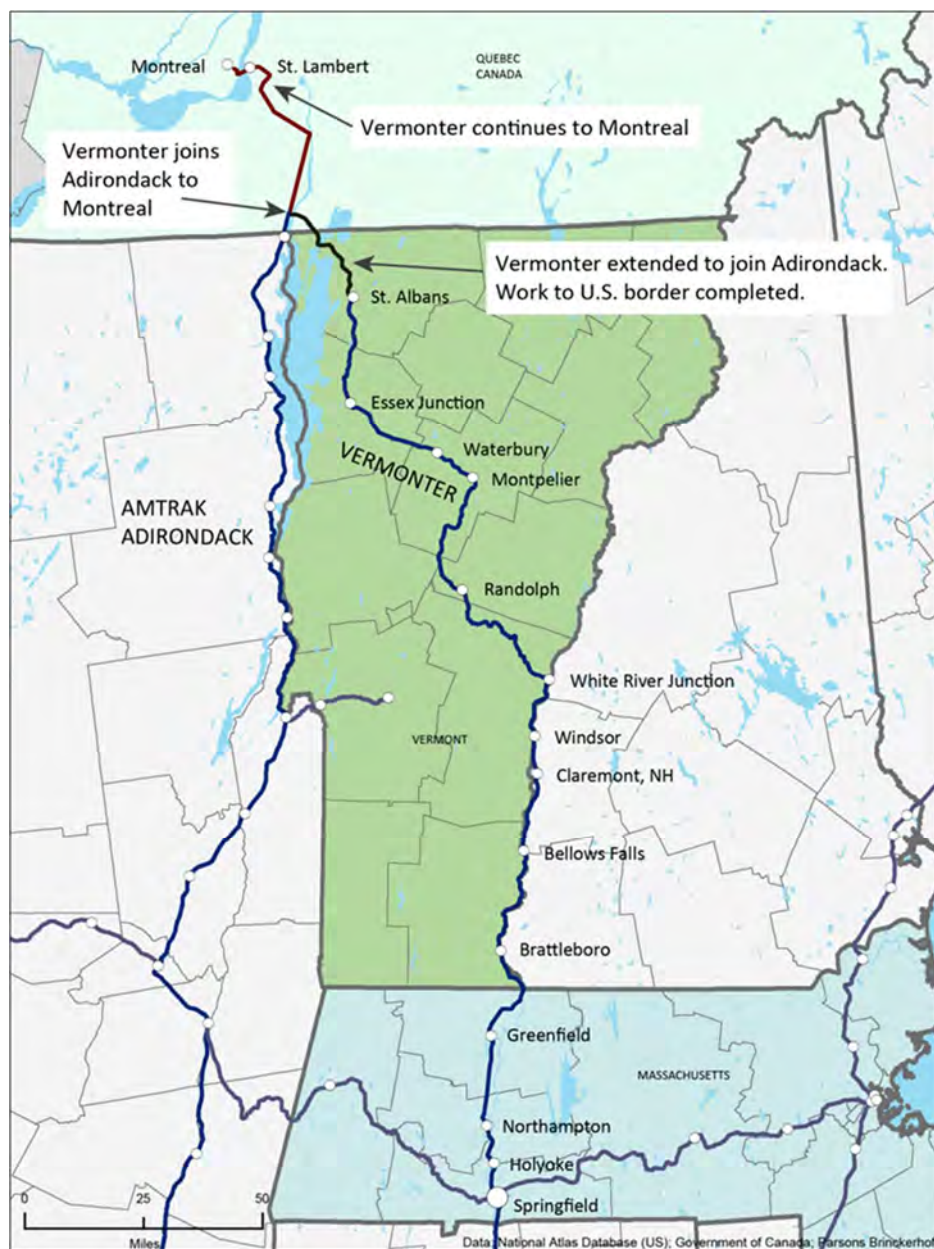 Montreal
St. Lambert
QUEBEC
CANADA
Vermonter continues to Montreal
Vermonter joins
Adirondack to
Montreal
Vermonter extended to join Adirondack.
Work to U.S. border completed.
St. Albans
Essex Junction
Waterbury
VERMONTER
Montpelier
AMTRAK
ADIRONDACK
Randolph
White River Junction
VERMONT
Windsor
Claremont, NH
Bellows Falls
Brattleboro
Greenfield
MASSACHUSETTS
Northampton
Holyoke
Springfield
0 25 50
Miles
Data: National Atlas Database (US); Government of Canada; Parsons Brinckerhof